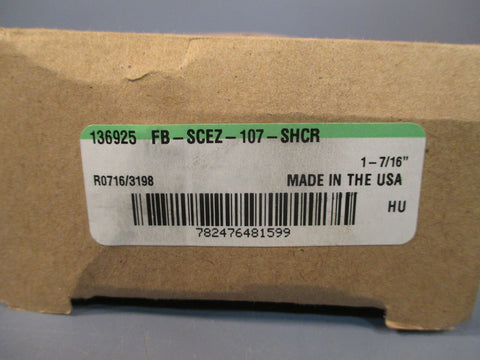 136925 FB-SCEZ-107-SHCR
1-7/16"
R0716/3198 MADE IN THE USA
HU
782476481599